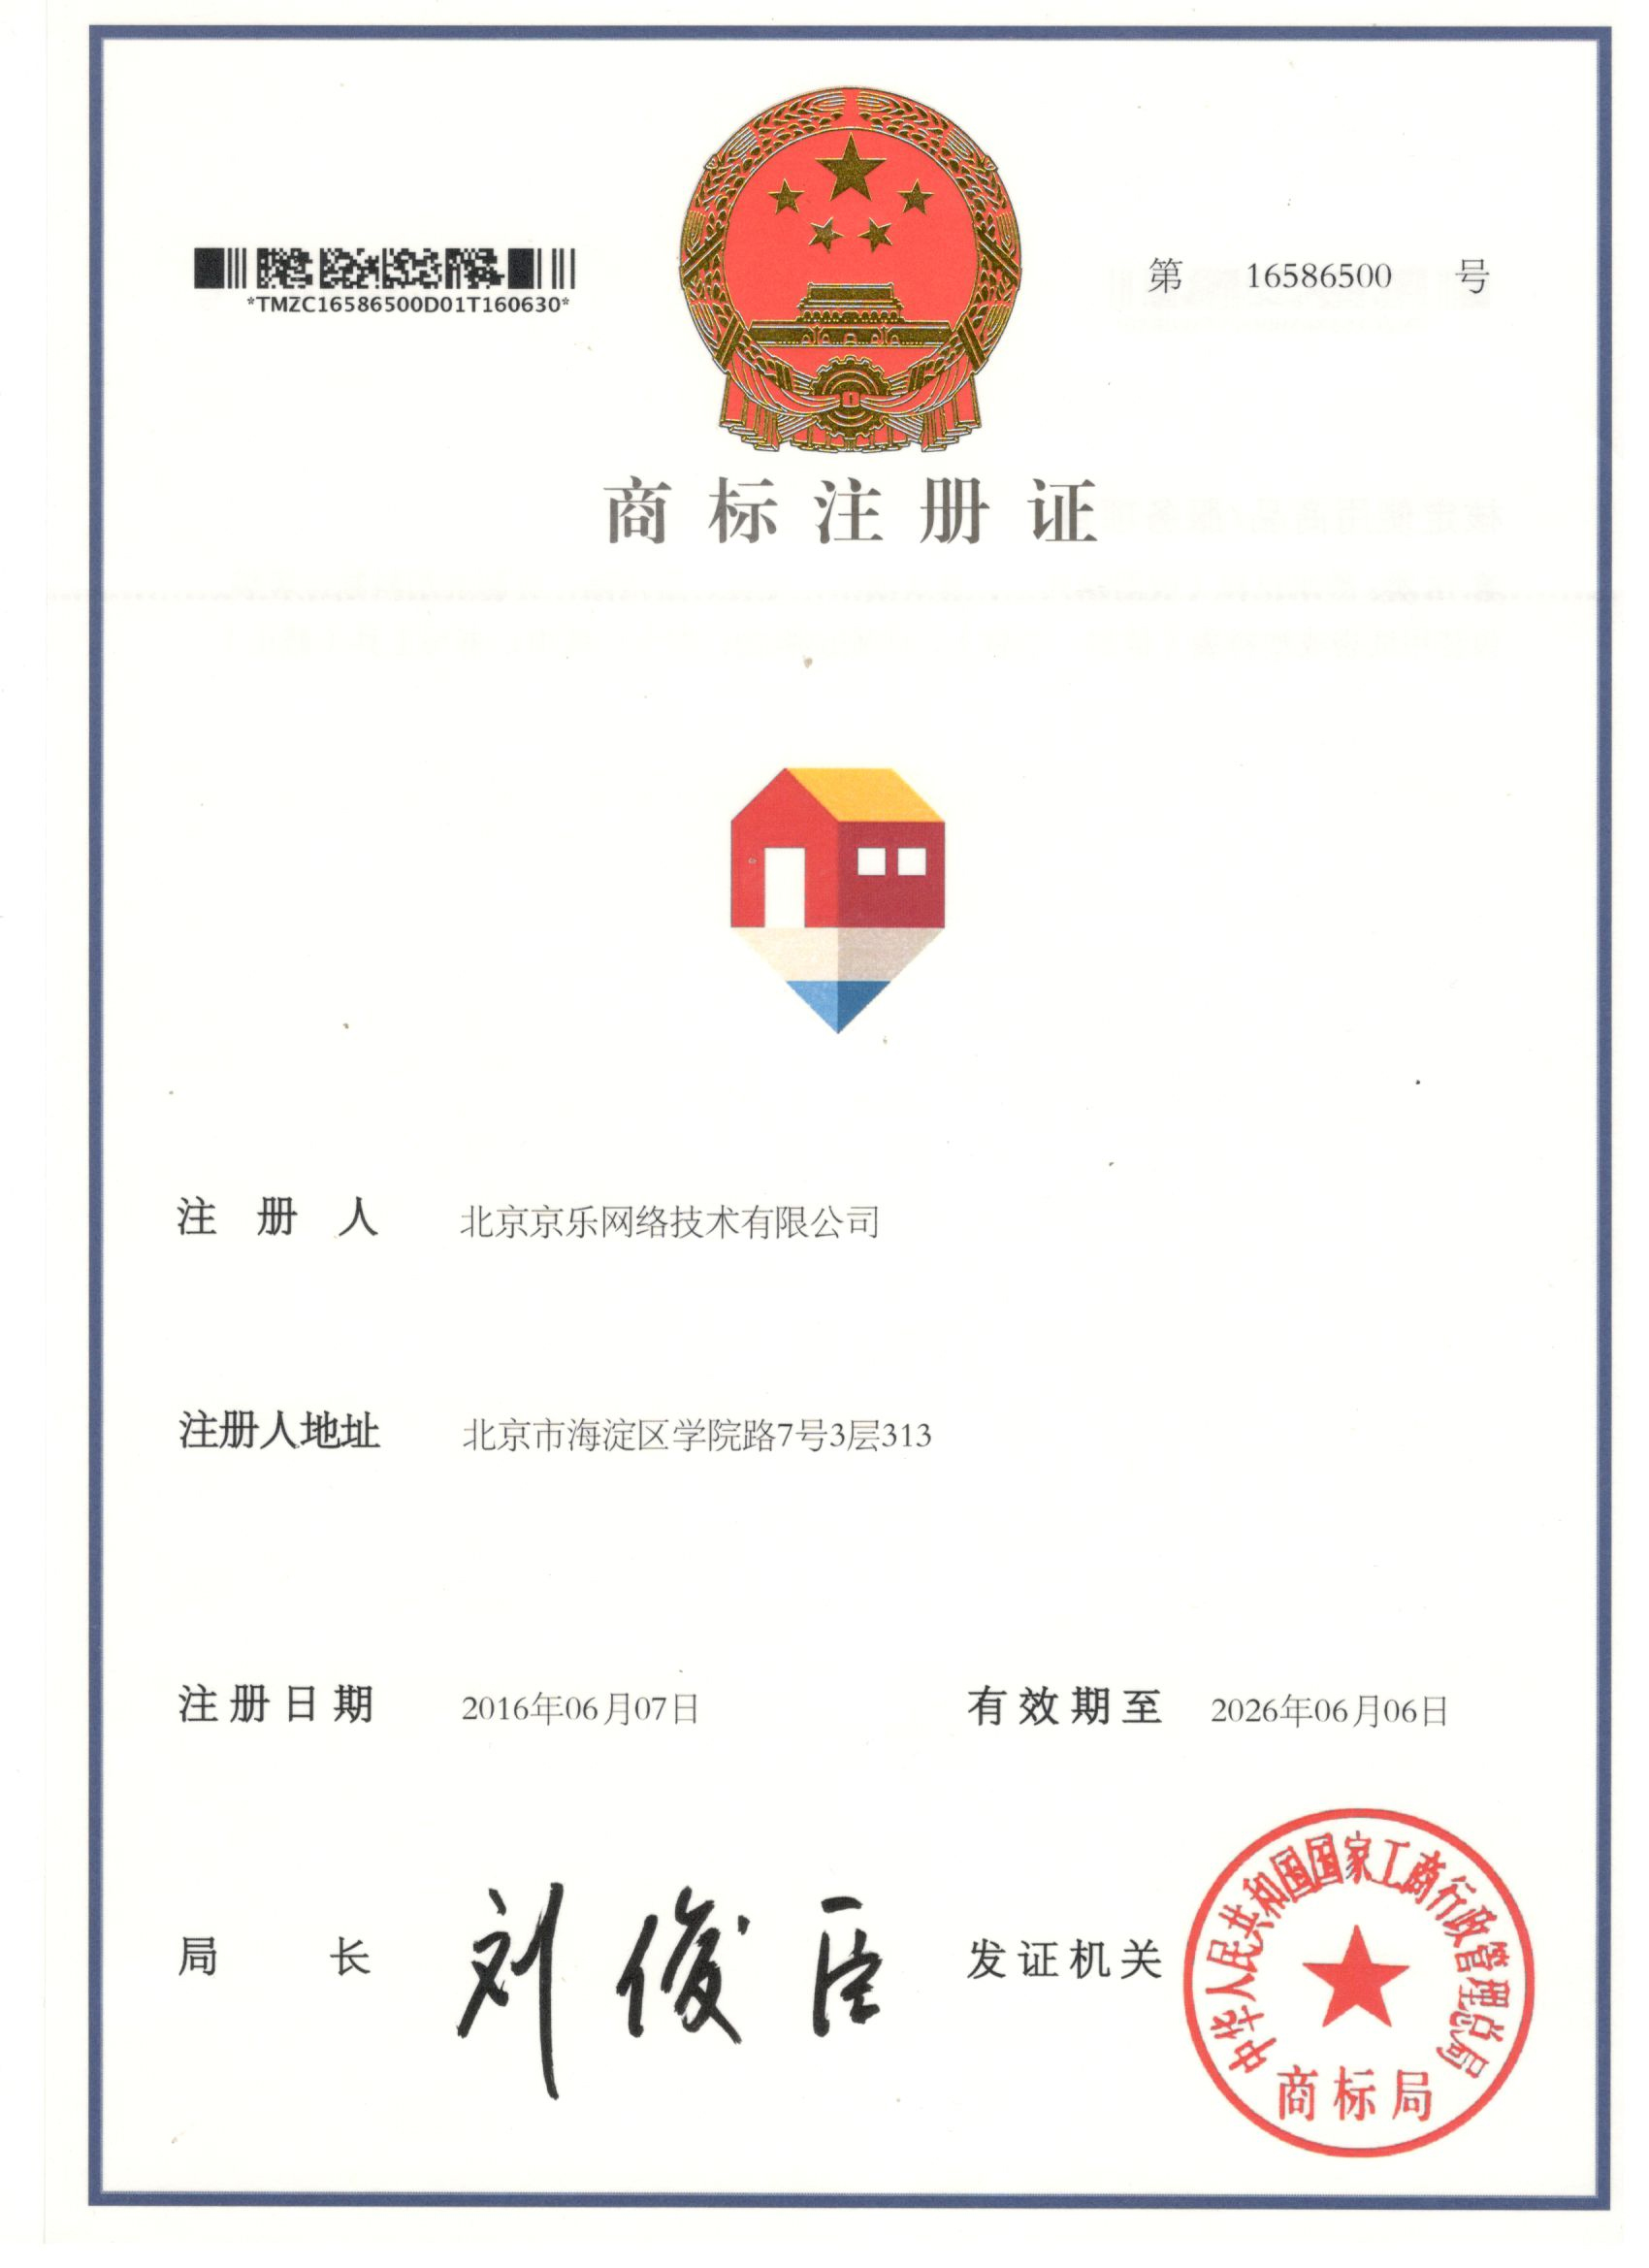 *TMZC16586500D01T160630*
第 16586500 号
商标注册证
注册人 北京京乐网络技术有限公司
注册人地址 北京市海淀区学院路7号3层313
注册日期 2016年06月07日 有效期至 2026年06月06日
局长 刘俊臣 发证机关
中华人民共和国国家工商行政管理总局
商标局